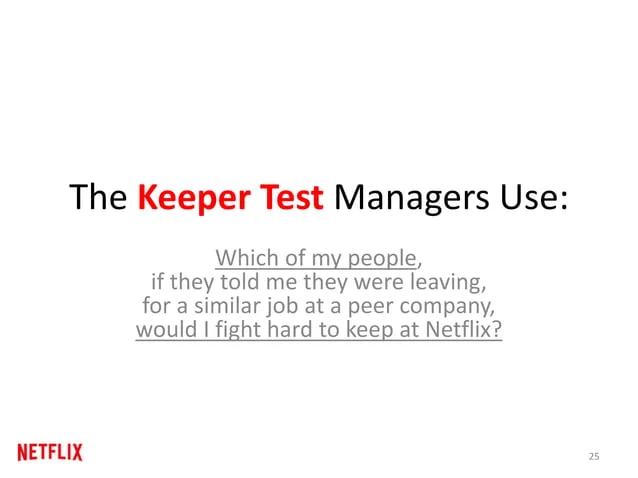 The Keeper Test Managers Use:
Which of my people,
if they told me they were leaving,
for a similar job at a peer company,
would I fight hard to keep at Netflix?
NETFLIX
25